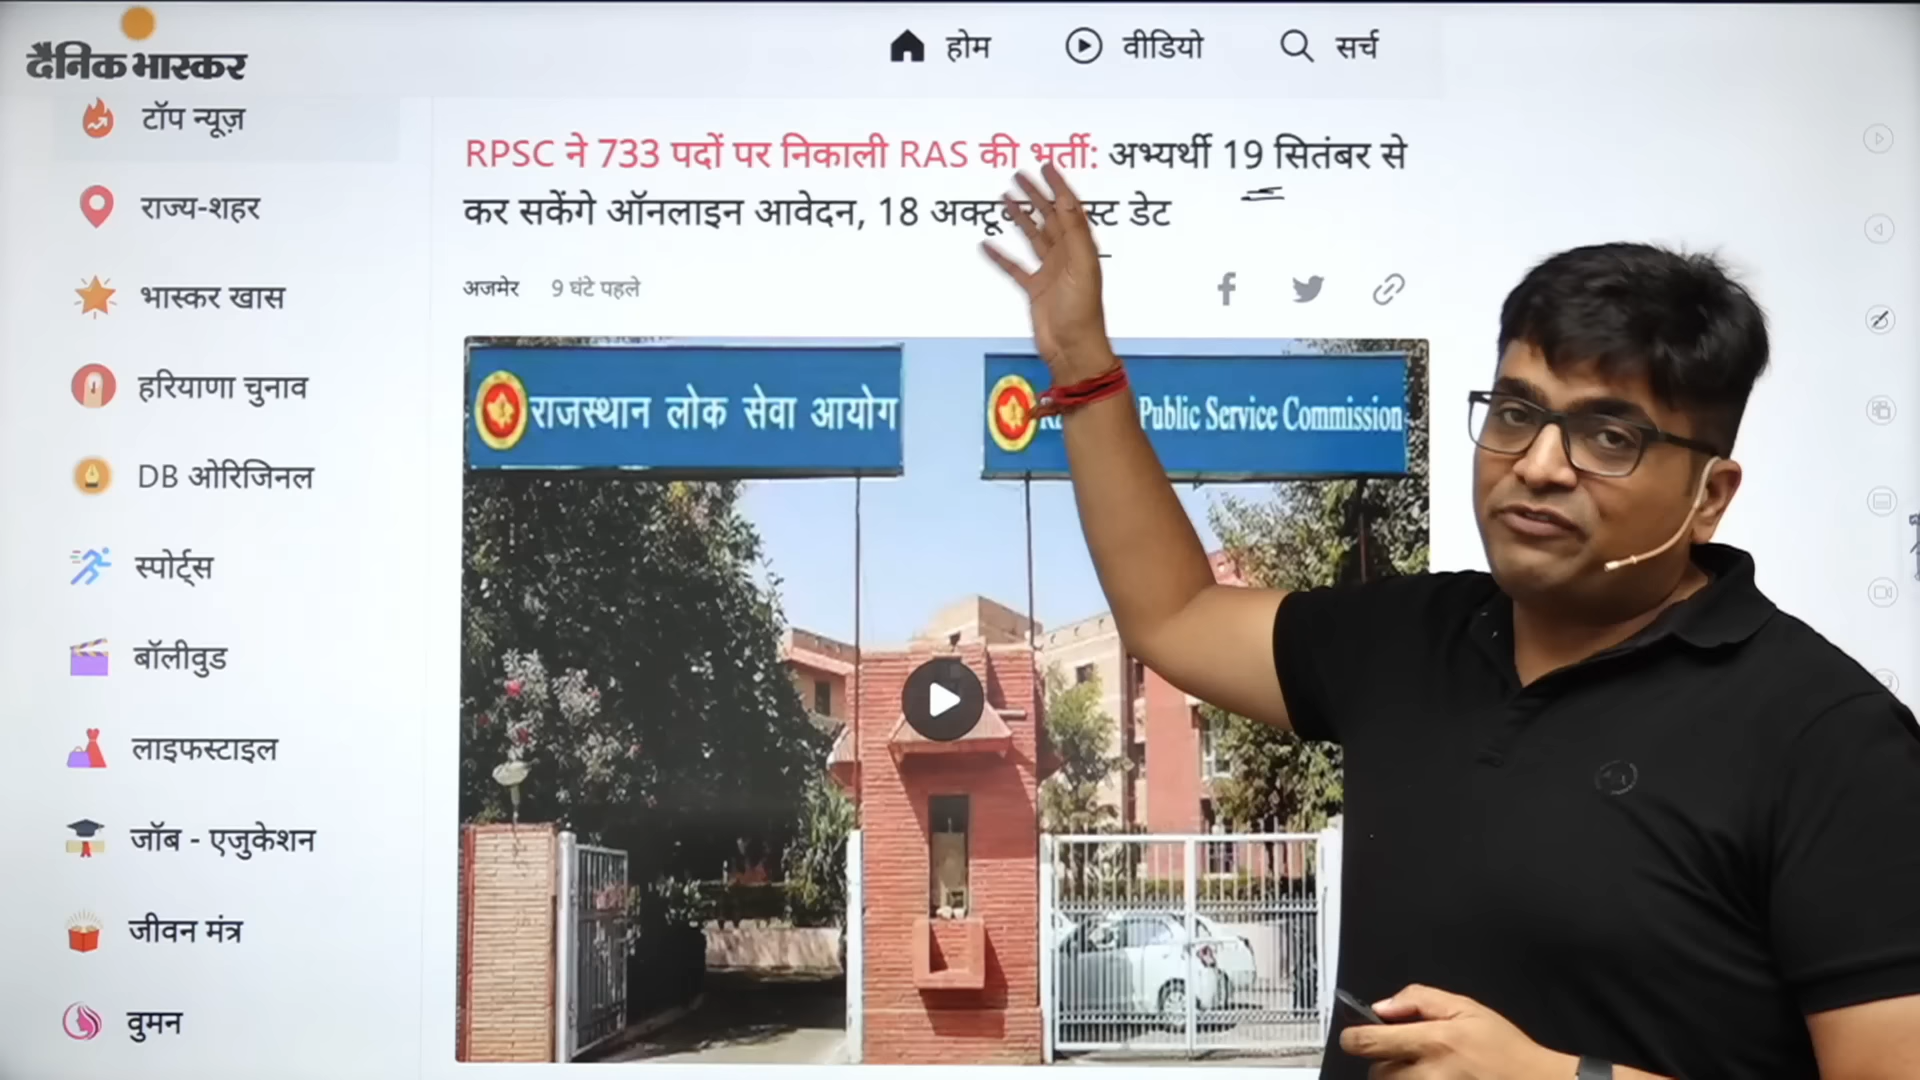 दैनिक भास्कर
होम
वीडियो
सर्च
टॉप न्यूज़
राज्य-शहर
भास्कर खास
हरियाणा चुनाव
DB ओरिजिनल
स्पोर्ट्स
बॉलीवुड
लाइफस्टाइल
जॉब - एजुकेशन
जीवन मंत्र
वुमन
RPSC ने 733 पदों पर निकाली RAS की भर्ती: अभ्यर्थी 19 सितंबर से
कर सकेंगे ऑनलाइन आवेदन, 18 अक्टूबर डेट
अजमेर 9 घंटे पहले
राजस्थान लोक सेवा आयोग
Public Service Commission